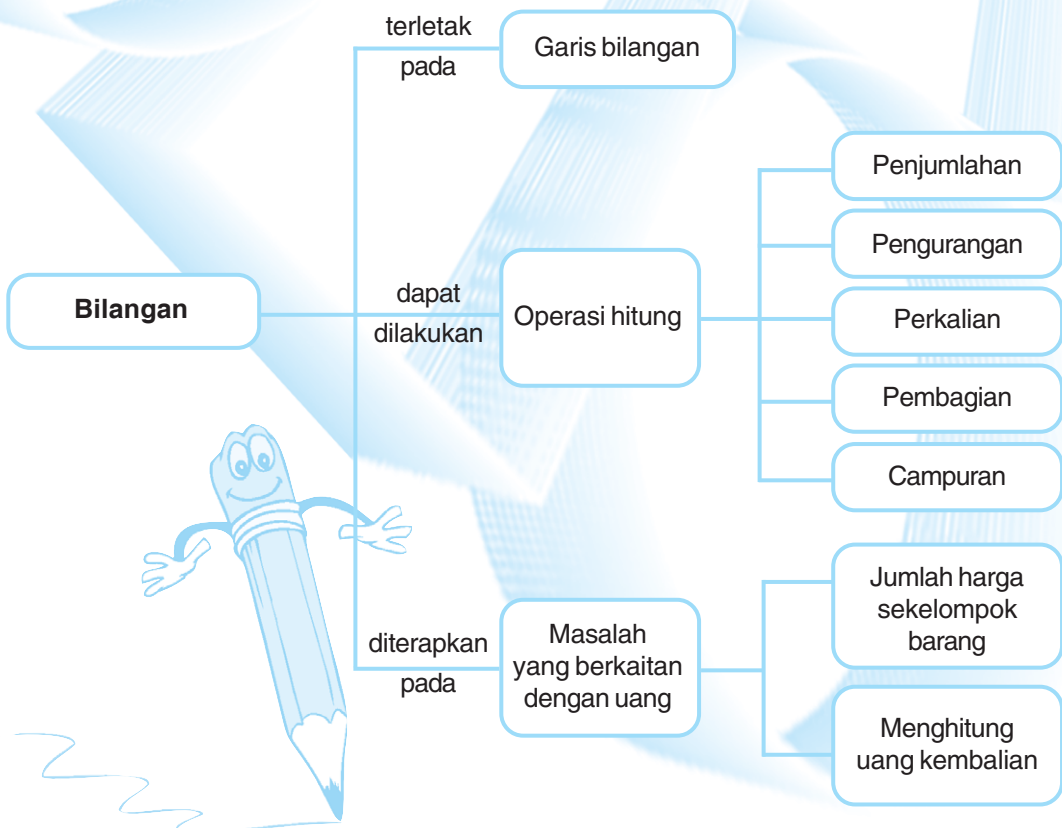 terletak
pada
Garis bilangan
Bilangan
dapat
dilakukan
Operasi hitung
Penjumlahan
Pengurangan
Perkalian
Pembagian
Campuran
diterapkan
pada
Masalah
yang berkaitan
dengan uang
Jumlah harga
sekelompok
barang
Menghitung
uang kembalian